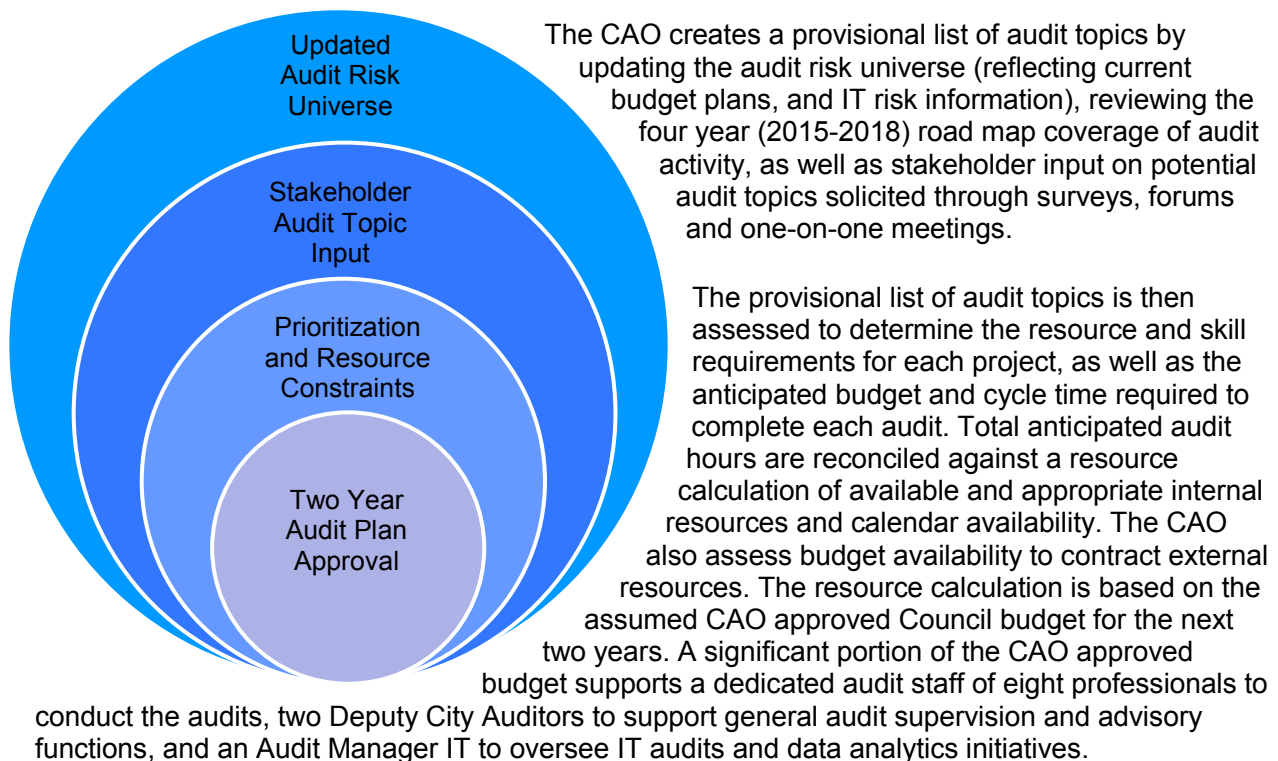 Updated
Audit Risk
Universe
Stakeholder
Audit Topic
Input
Prioritization
and Resource
Constraints
Two Year
Audit Plan
Approval
The CAO creates a provisional list of audit topics by
updating the audit risk universe (reflecting current
budget plans, and IT risk information), reviewing the
four year (2015-2018) road map coverage of audit
activity, as well as stakeholder input on potential
audit topics solicited through surveys, forums
and one-on-one meetings.
The provisional list of audit topics is then
assessed to determine the resource and skill
requirements for each project, as well as the
anticipated budget and cycle time required to
complete each audit. Total anticipated audit
hours are reconciled against a resource
calculation of available and appropriate internal
resources and calendar availability. The CAO
also assess budget availability to contract external
resources. The resource calculation is based on the
assumed CAO approved Council budget for the next
two years. A significant portion of the CAO approved
budget supports a dedicated audit staff of eight professionals to
conduct the audits, two Deputy City Auditors to support general audit supervision and advisory
functions, and an Audit Manager IT to oversee IT audits and data analytics initiatives.